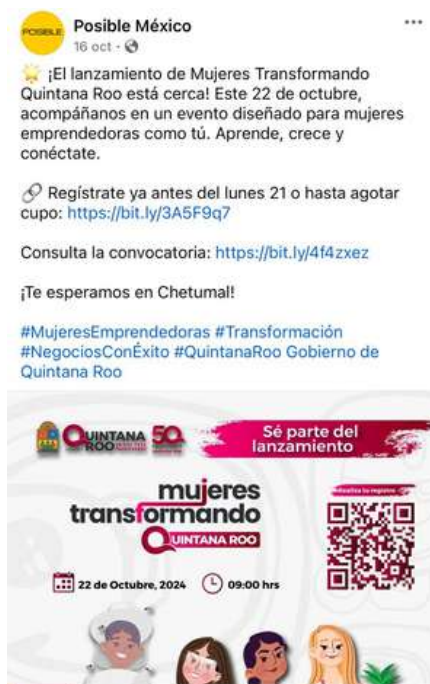 POSIBLE
Posible México
16 oct ·
🌟 ¡El lanzamiento de Mujeres Transformando
Quintana Roo está cerca! Este 22 de octubre,
acompáñanos en un evento diseñado para mujeres
emprendedoras como tú. Aprende, crece y
conéctate.
🔗 Regístrate ya antes del lunes 21 o hasta agotar
cupo: https://bit.ly/3A5F9q7
Consulta la convocatoria: https://bit.ly/4f4zxez
¡Te esperamos en Chetumal!
#MujeresEmprendedoras #Transformación
#NegociosConÉxito #QuintanaRoo Gobierno de
Quintana Roo
QUINTANA
ROO
50
Sé parte del
lanzamiento
mujeres
transformando
QUINTANA ROO
22 de Octubre, 2024
09:00 hrs